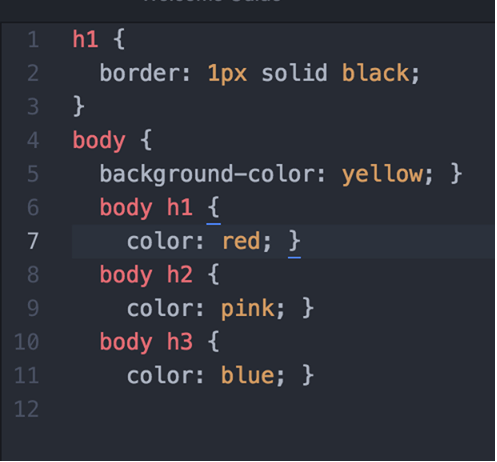 1 h1 {
2   border: 1px solid black;
3 }
4 body {
5   background-color: yellow; }
6   body h1 {
7     color: red; }
8   body h2 {
9     color: pink; }
10   body h3 {
11     color: blue; }
12